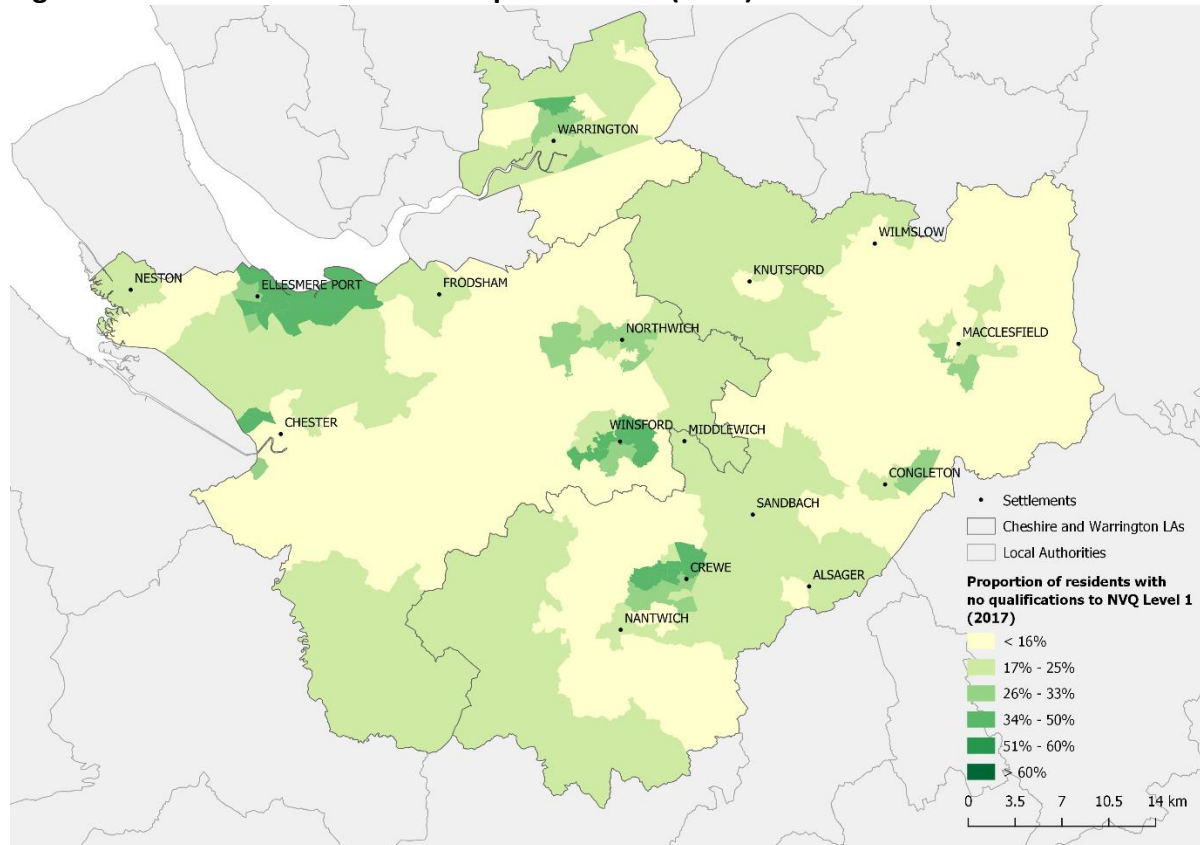 WARRINGTON
WILMSLOW
NESTON
ELLESMERE PORT
FRODSHAM
KNUTSFORD
NORTHWICH
MACCLESFIELD
CHESTER
WINSFORD
MIDDLEWICH
CONGLETON
SANDBACH
CREWE
ALSAGER
NANTWICH
Settlements
Cheshire and Warrington LAs
Local Authorities
Proportion of residents with
no qualifications to NVQ Level 1
(2017)
< 16%
17% - 25%
26% - 33%
34% - 50%
51% - 60%
> 60%
0 3.5 7 10.5 14 km